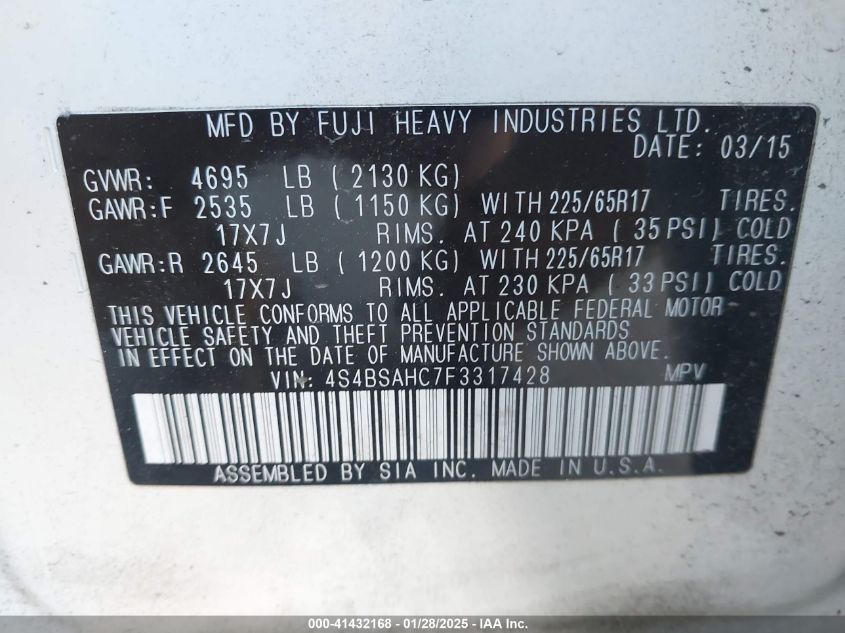 MFD BY FUJI HEAVY INDUSTRIES LTD.
DATE: 03/15
GVWR: 4695 LB ( 2130 KG)
GAWR:F 2535 LB ( 1150 KG) WITH 225/65R17 TIRES.
17X7J RIMS. AT 240 KPA ( 35 PSI) COLD
GAWR:R 2645 LB ( 1200 KG) WITH 225/65R17 TIRES.
17X7J RIMS. AT 230 KPA ( 33 PSI) COLD
THIS VEHICLE CONFORMS TO ALL APPLICABLE FEDERAL MOTOR
VEHICLE SAFETY AND THEFT PREVENTION STANDARDS
IN EFFECT ON THE DATE OF MANUFACTURE SHOWN ABOVE.
VIN: 4S4BSAHC7F3317428 MPV
ASSEMBLED BY SIA INC. MADE IN U.S.A.
000-41432168 | 01/28/2025 - IAA Inc.